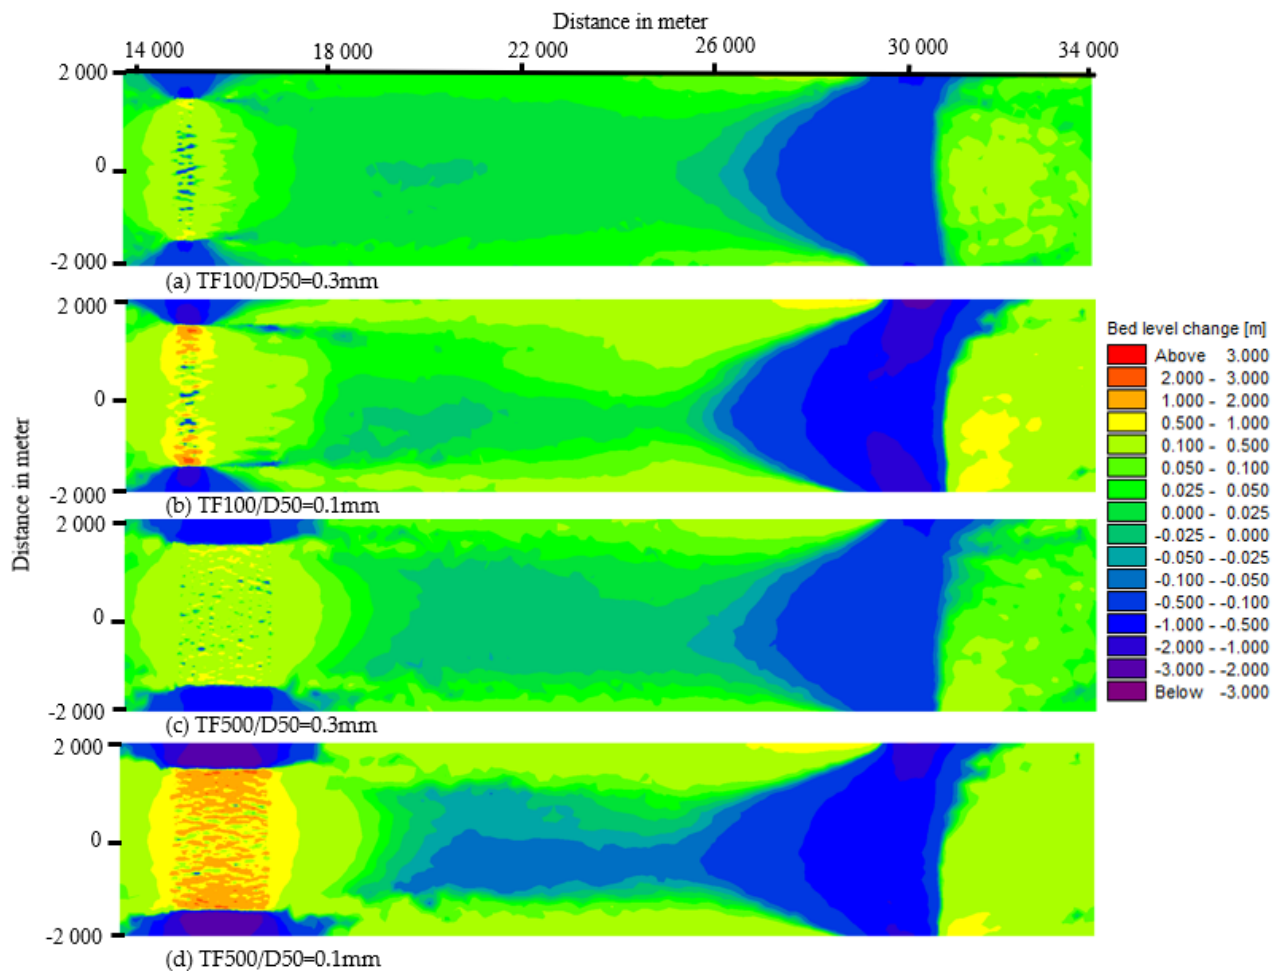 Distance in meter
14 000 18 000 22 000 26 000 30 000 34 000
2 000
0
-2 000
(a) TF100/D50=0.3mm
2 000
0
-2 000
(b) TF100/D50=0.1mm
2 000
0
-2 000
(c) TF500/D50=0.3mm
2 000
0
-2 000
(d) TF500/D50=0.1mm
Distance in meter
Bed level change [m]
Above 3.000
2.000 - 3.000
1.000 - 2.000
0.500 - 1.000
0.100 - 0.500
0.050 - 0.100
0.025 - 0.050
0.000 - 0.025
-0.025 - 0.000
-0.050 - -0.025
-0.100 - -0.050
-0.500 - -0.100
-1.000 - -0.500
-2.000 - -1.000
-3.000 - -2.000
Below -3.000